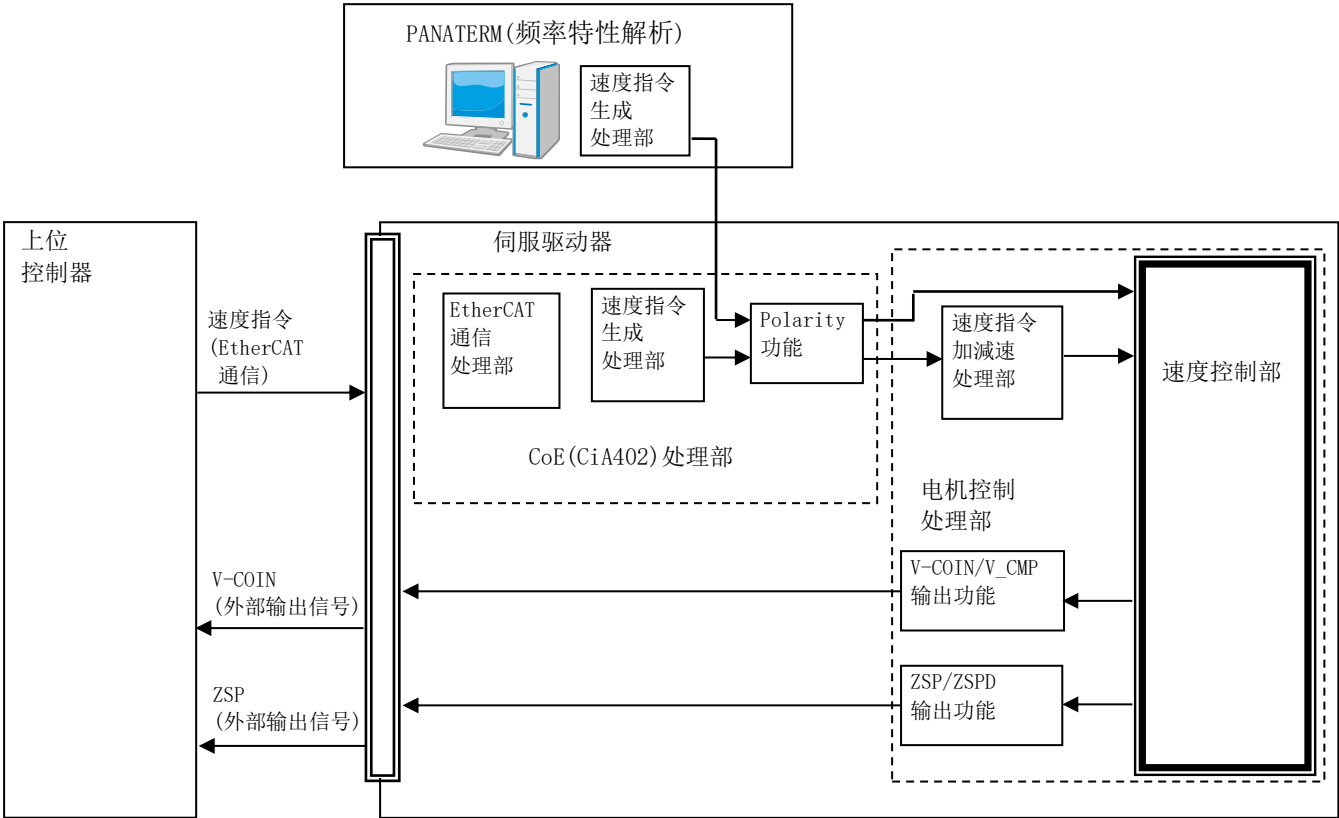 PANATERM(频率特性解析)
速度指令
生成
处理部
上位
控制器
伺服驱动器
速度指令
(EtherCAT
通信)
EtherCAT
通信
处理部
速度指令
生成
处理部
Polarity
功能
速度指令
加减速
处理部
速度控制部
CoE(CiA402)处理部
电机控制
处理部
V-COIN
(外部输出信号)
V-COIN/V_CMP
输出功能
ZSP
(外部输出信号)
ZSP/ZSPD
输出功能